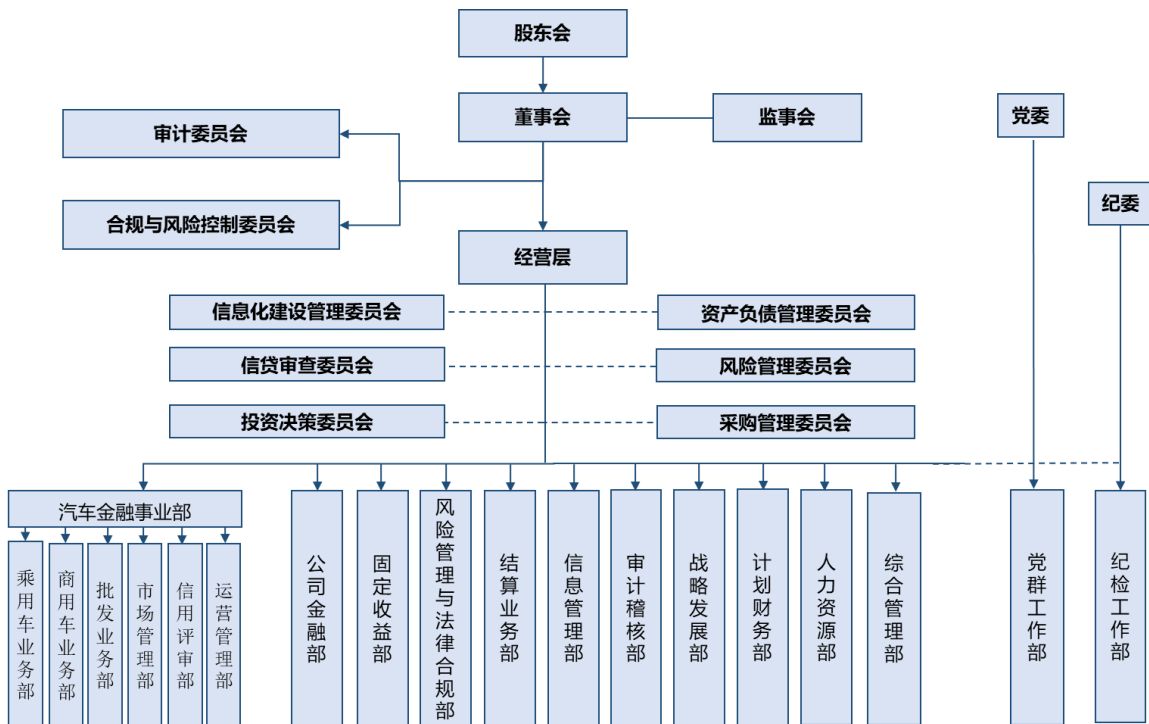 股东会
董事会
监事会
党委
审计委员会
纪委
合规与风险控制委员会
经营层
信息化建设管理委员会
资产负债管理委员会
信贷审查委员会
风险管理委员会
投资决策委员会
采购管理委员会
汽车金融事业部
乘用车业务部
商用车业务部
批发业务部
市场管理部
信用评审部
运营管理部
公司金融部
固定收益部
风险管理与法律合规部
结算业务部
信息管理部
审计稽核部
战略发展部
计划财务部
人力资源部
综合管理部
党群工作部
纪检工作部